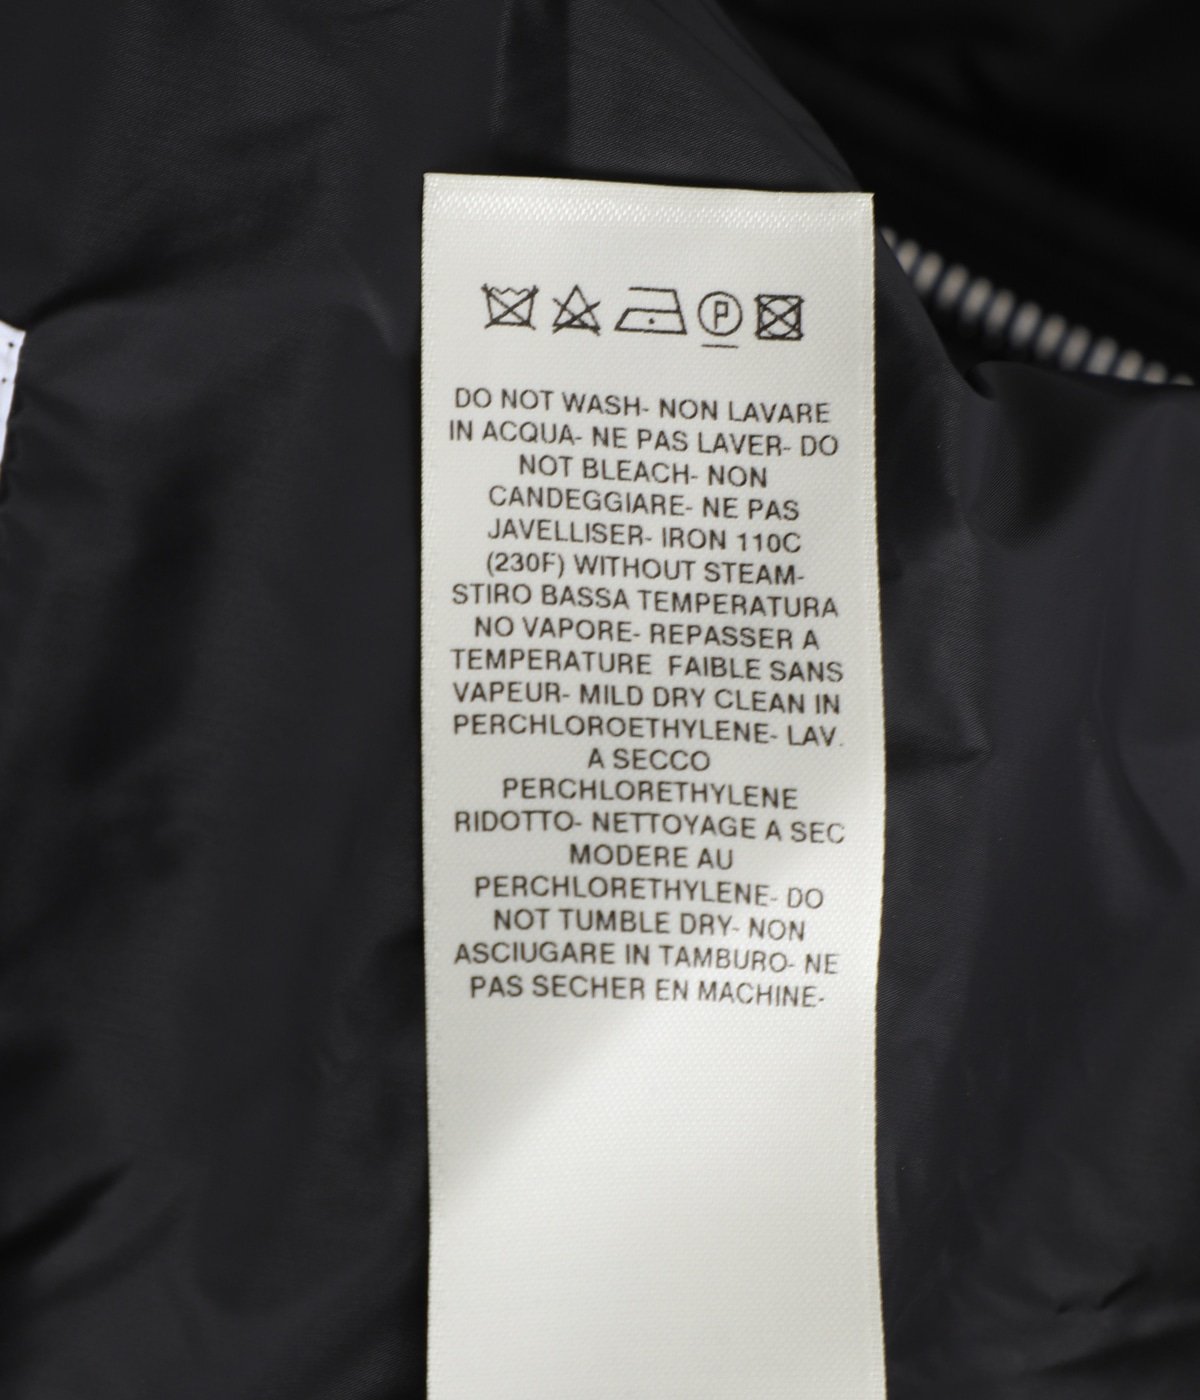 P
DO NOT WASH- NON LAVARE
IN ACQUA- NE PAS LAVER- DO
NOT BLEACH- NON
CANDEGGIARE- NE PAS
JAVELLISER- IRON 110C
(230F) WITHOUT STEAM-
STIRO BASSA TEMPERATURA
NO VAPORE- REPASSER A
TEMPERATURE FAIBLE SANS
VAPEUR- MILD DRY CLEAN IN
PERCHLOROETHYLENE- LAV.
A SECCO
PERCHLORETHYLENE
RIDOTTO- NETTOYAGE A SEC
MODERE AU
PERCHLORETHYLENE- DO
NOT TUMBLE DRY- NON
ASCIUGARE IN TAMBURO- NE
PAS SECHER EN MACHINE-